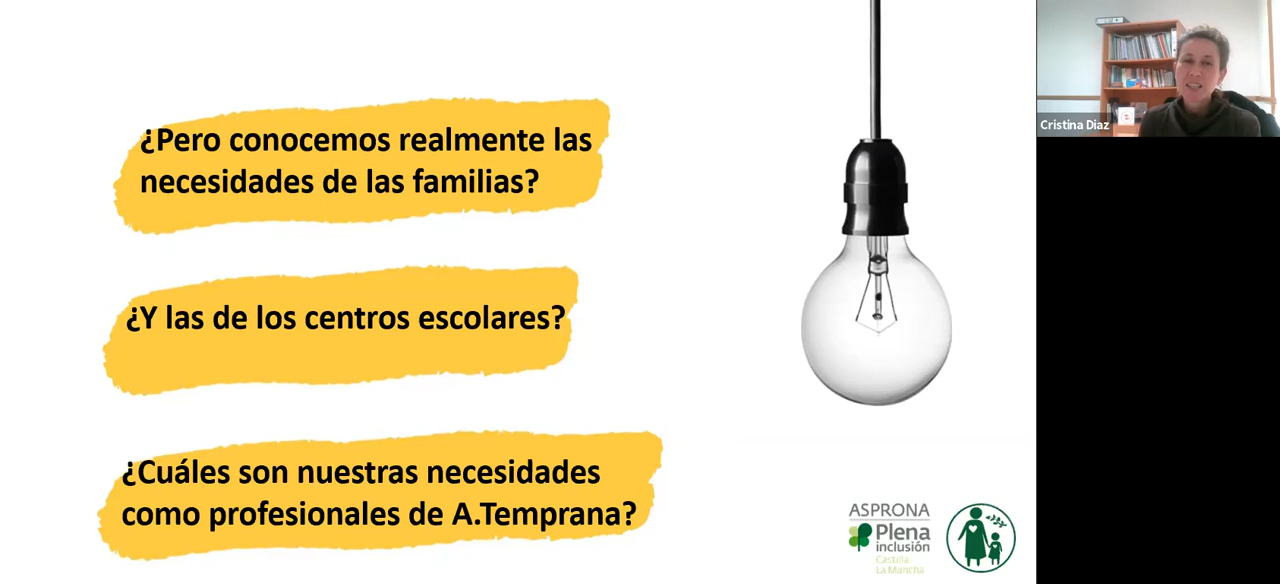 ¿Pero conocemos realmente las
necesidades de las familias?
¿Y las de los centros escolares?
¿Cuáles son nuestras necesidades
como profesionales de A.Temprana?
ASPRONA
Plena
inclusión
Castilla
La Mancha
Cristina Diaz